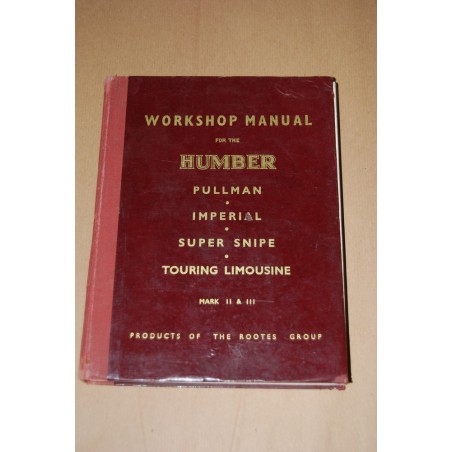 WORKSHOP MANUAL
FOR THE
HUMBER
PULLMAN
•
IMPERIAL
•
SUPER SNIPE
•
TOURING LIMOUSINE
MARK II & III
PRODUCTS OF THE ROOTES GROUP